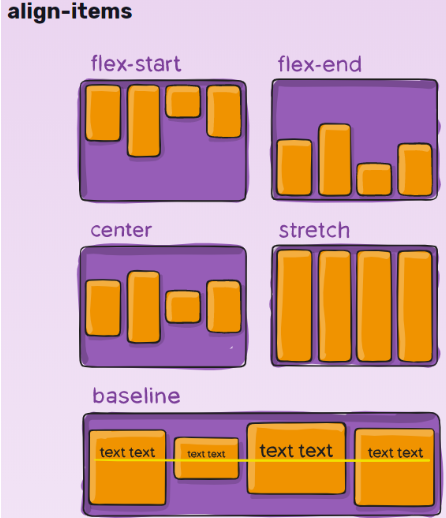 align-items
flex-start
flex-end
center
stretch
baseline
text text
text text
text text
text text